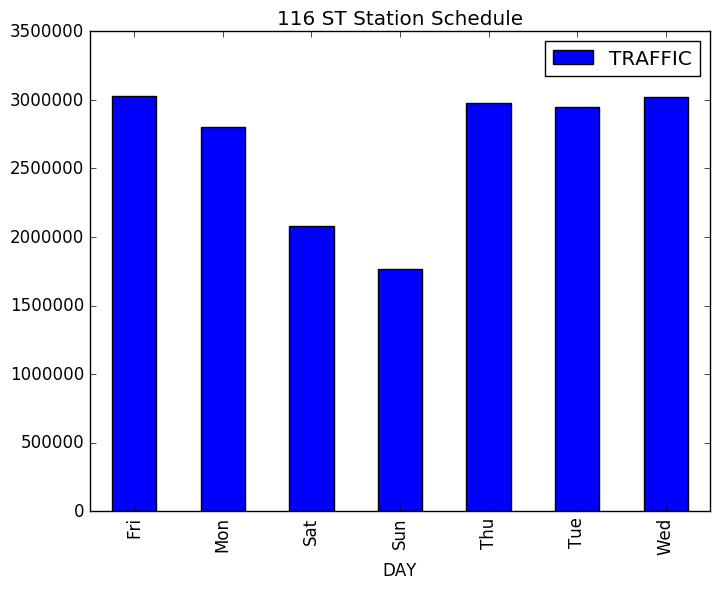 116 ST Station Schedule
TRAFFIC
3500000
3000000
2500000
2000000
1500000
1000000
500000
0
Fri
Mon
Sat
Sun
Thu
Tue
Wed
DAY